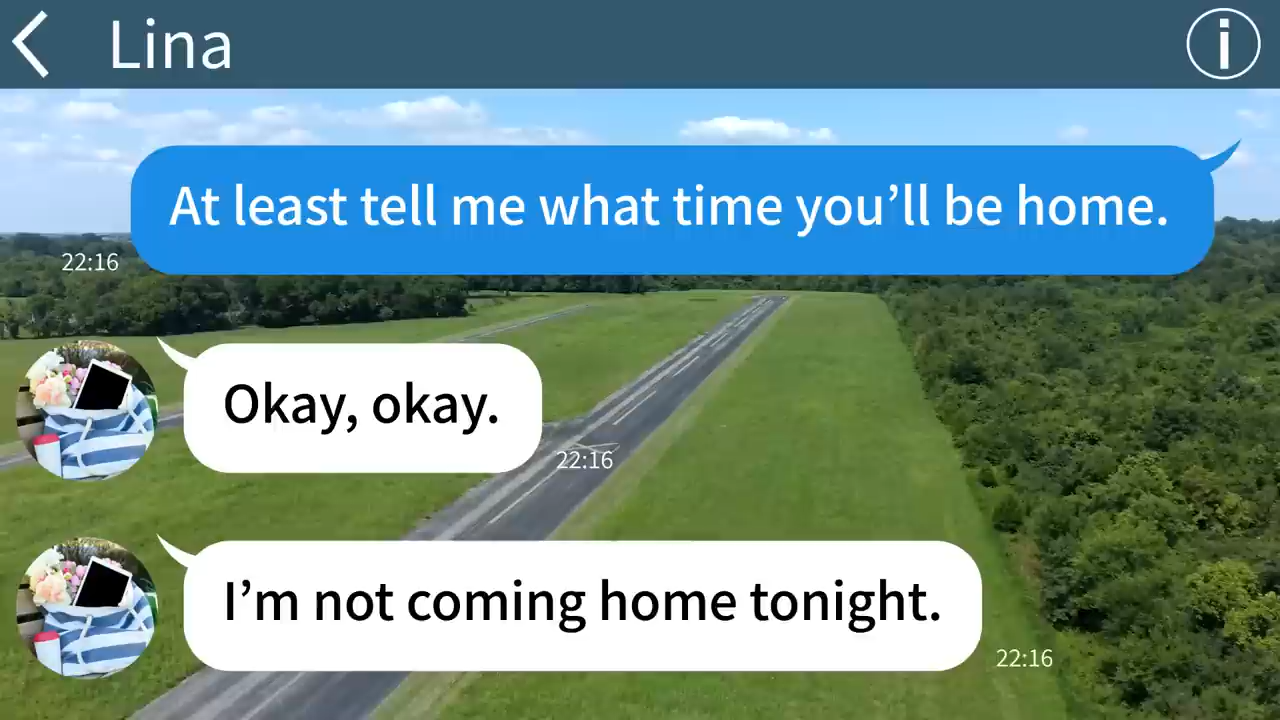 Lina
At least tell me what time you’ll be home.
22:16
Okay, okay.
22:16
I’m not coming home tonight.
22:16